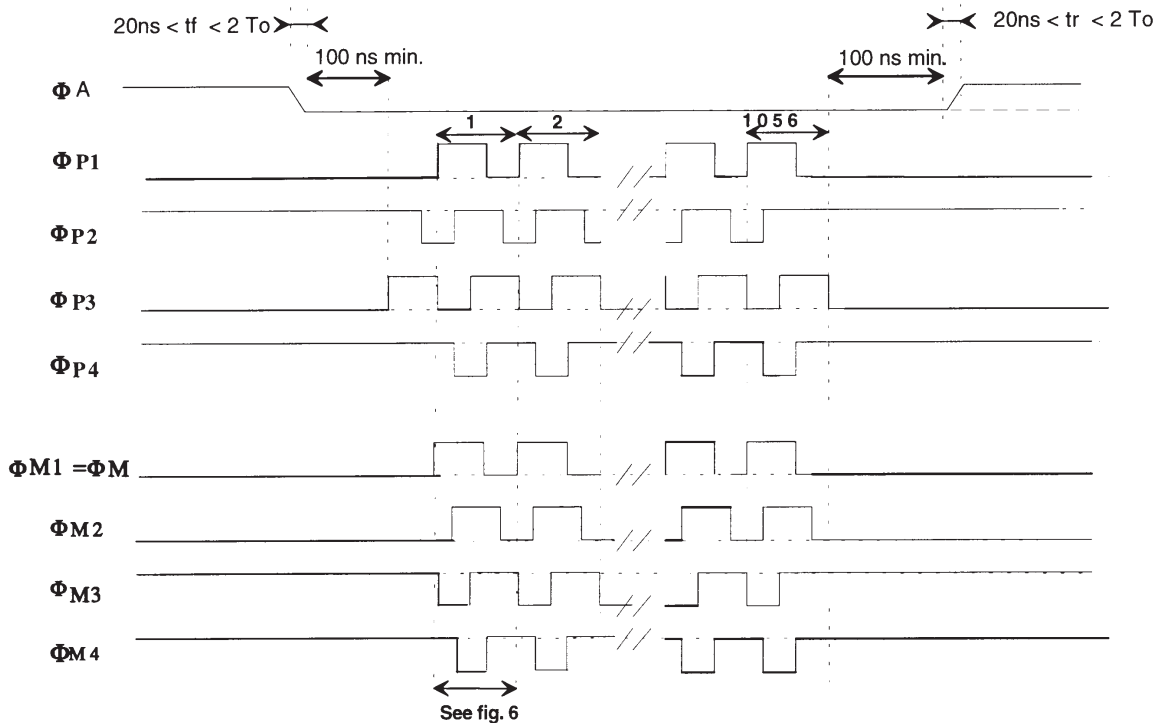 20ns < tf < 2 To
20ns < tr < 2 To
100 ns min.
100 ns min.
ΦA
1
2
1056
ΦP1
ΦP2
ΦP3
ΦP4
ΦM1 =ΦM
ΦM2
ΦM3
ΦM4
See fig. 6